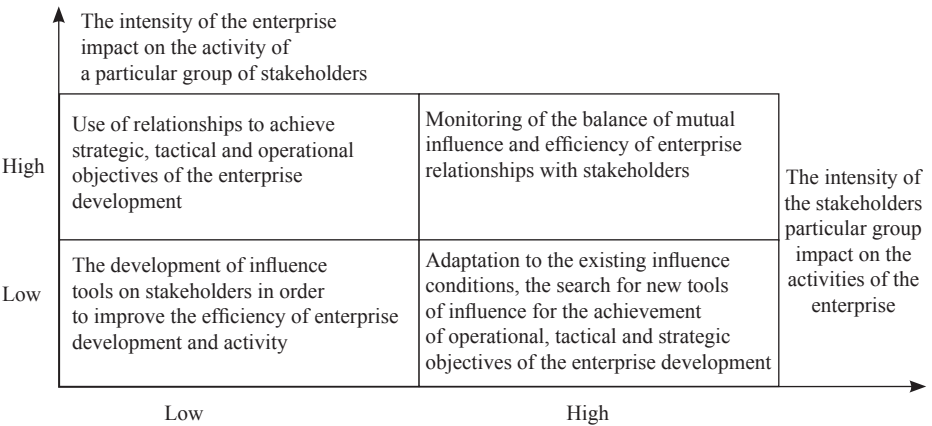 The intensity of the enterprise
impact on the activity of
a particular group of stakeholders
High
Use of relationships to achieve
strategic, tactical and operational
objectives of the enterprise
development
Monitoring of the balance of mutual
influence and efficiency of enterprise
relationships with stakeholders
Low
The development of influence
tools on stakeholders in order
to improve the efficiency of enterprise
development and activity
Adaptation to the existing influence
conditions, the search for new tools
of influence for the achievement
of operational, tactical and strategic
objectives of the enterprise development
The intensity of
the stakeholders
particular group
impact on the
activities of the
enterprise
Low
High